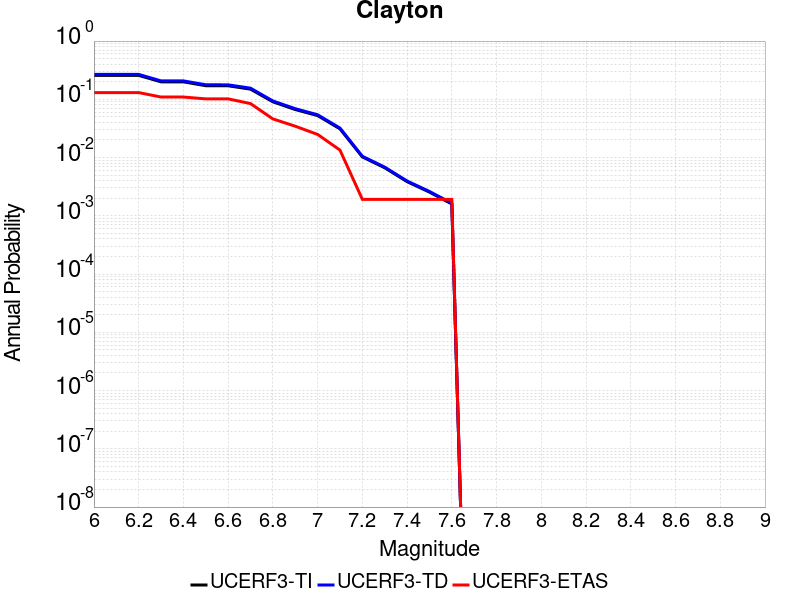 Clayton
10^0
10^-1
10^-2
10^-3
10^-4
10^-5
10^-6
10^-7
10^-8
Annual Probability
6 6.2 6.4 6.6 6.8 7 7.2 7.4 7.6 7.8 8 8.2 8.4 8.6 8.8 9
Magnitude
UCERF3-TI UCERF3-TD UCERF3-ETAS